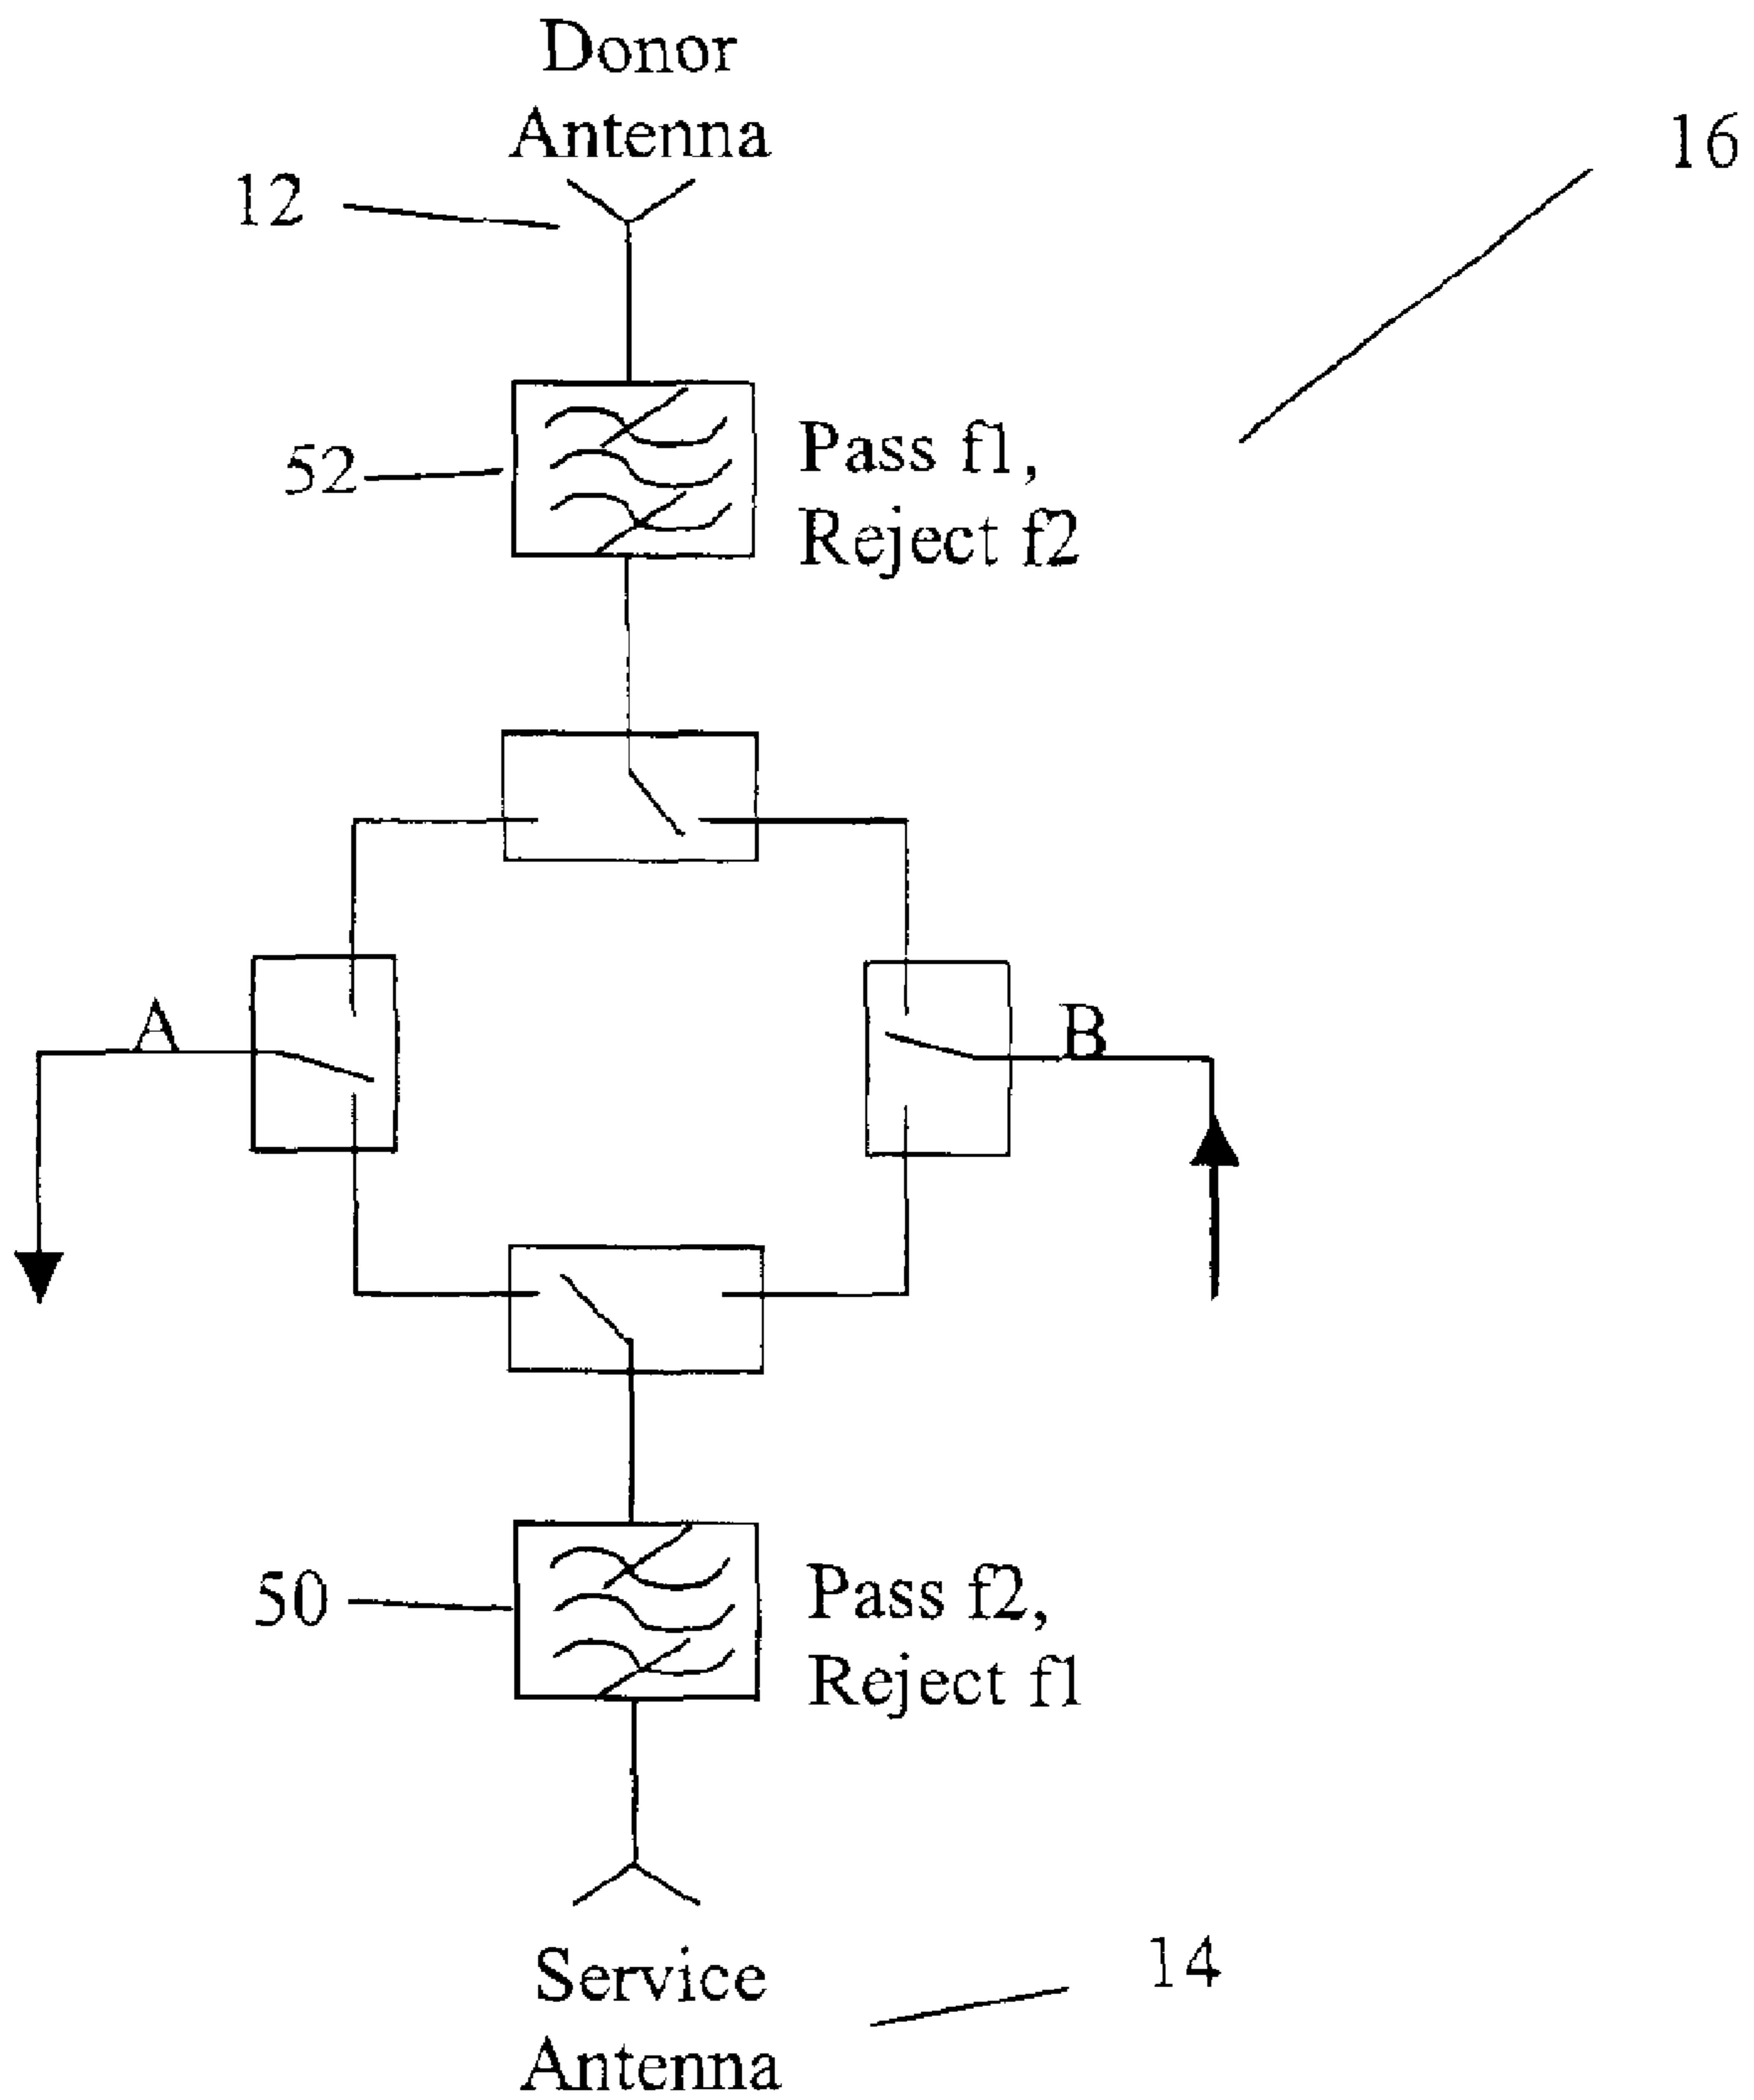 Donor
Antenna
16
12
52
Pass f1,
Reject f2
A
B
50
Pass f2,
Reject f1
14
Service
Antenna